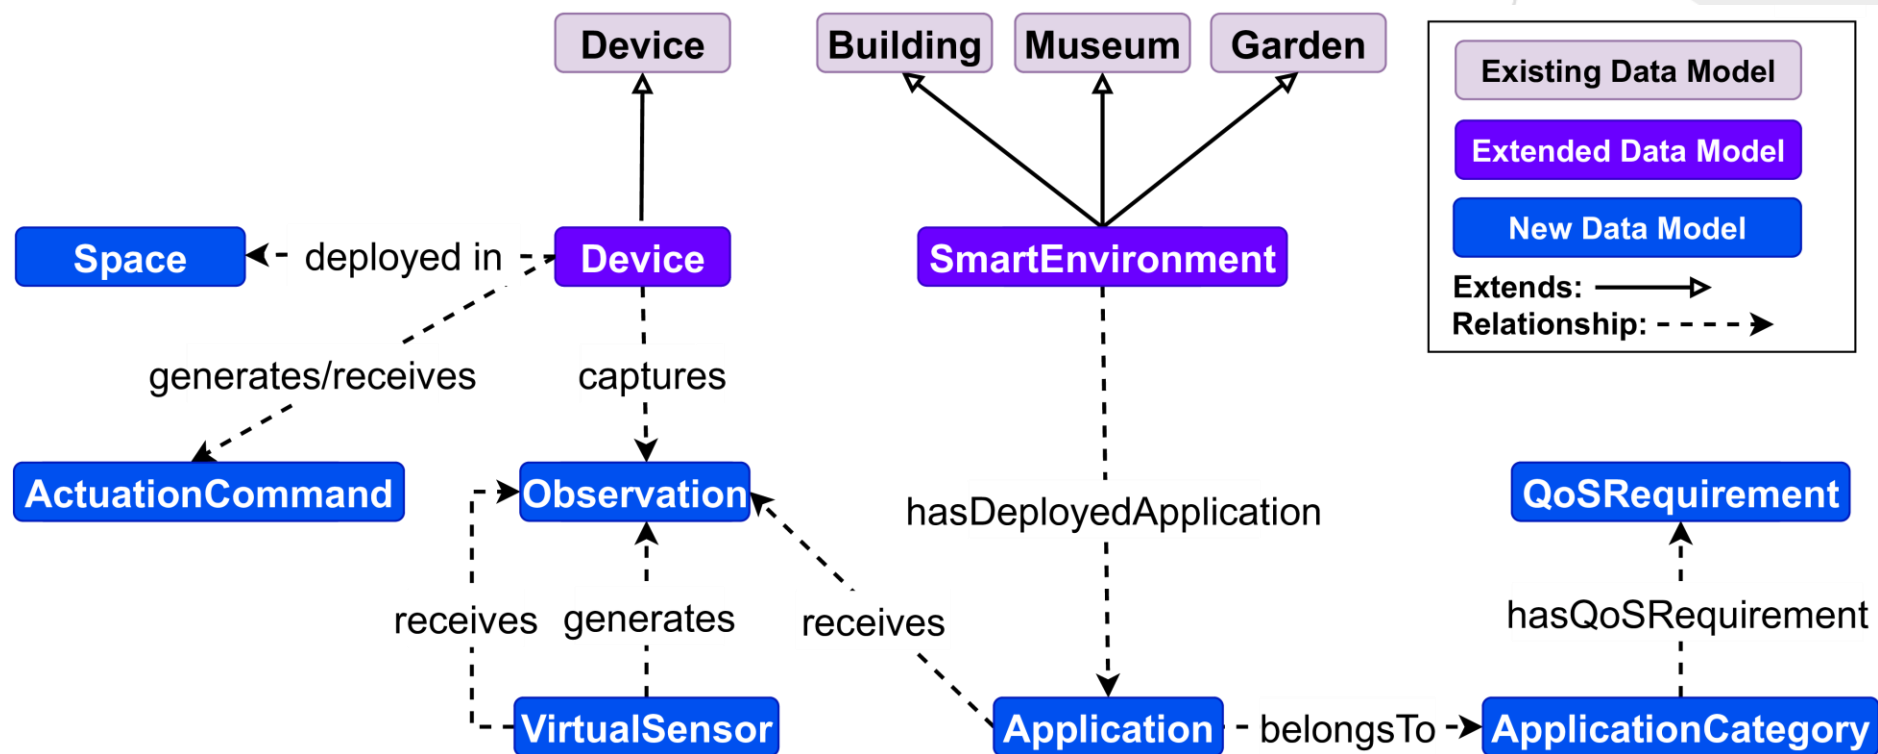 Device
Building
Museum
Garden
Existing Data Model
Extended Data Model
New Data Model
Extends:
Relationship:
Space
deployed in
Device
SmartEnvironment
generates/receives
captures
ActuationCommand
Observation
hasDeployedApplication
QoSRequirement
receives
generates
receives
hasQoSRequirement
VirtualSensor
Application
belongsTo
ApplicationCategory